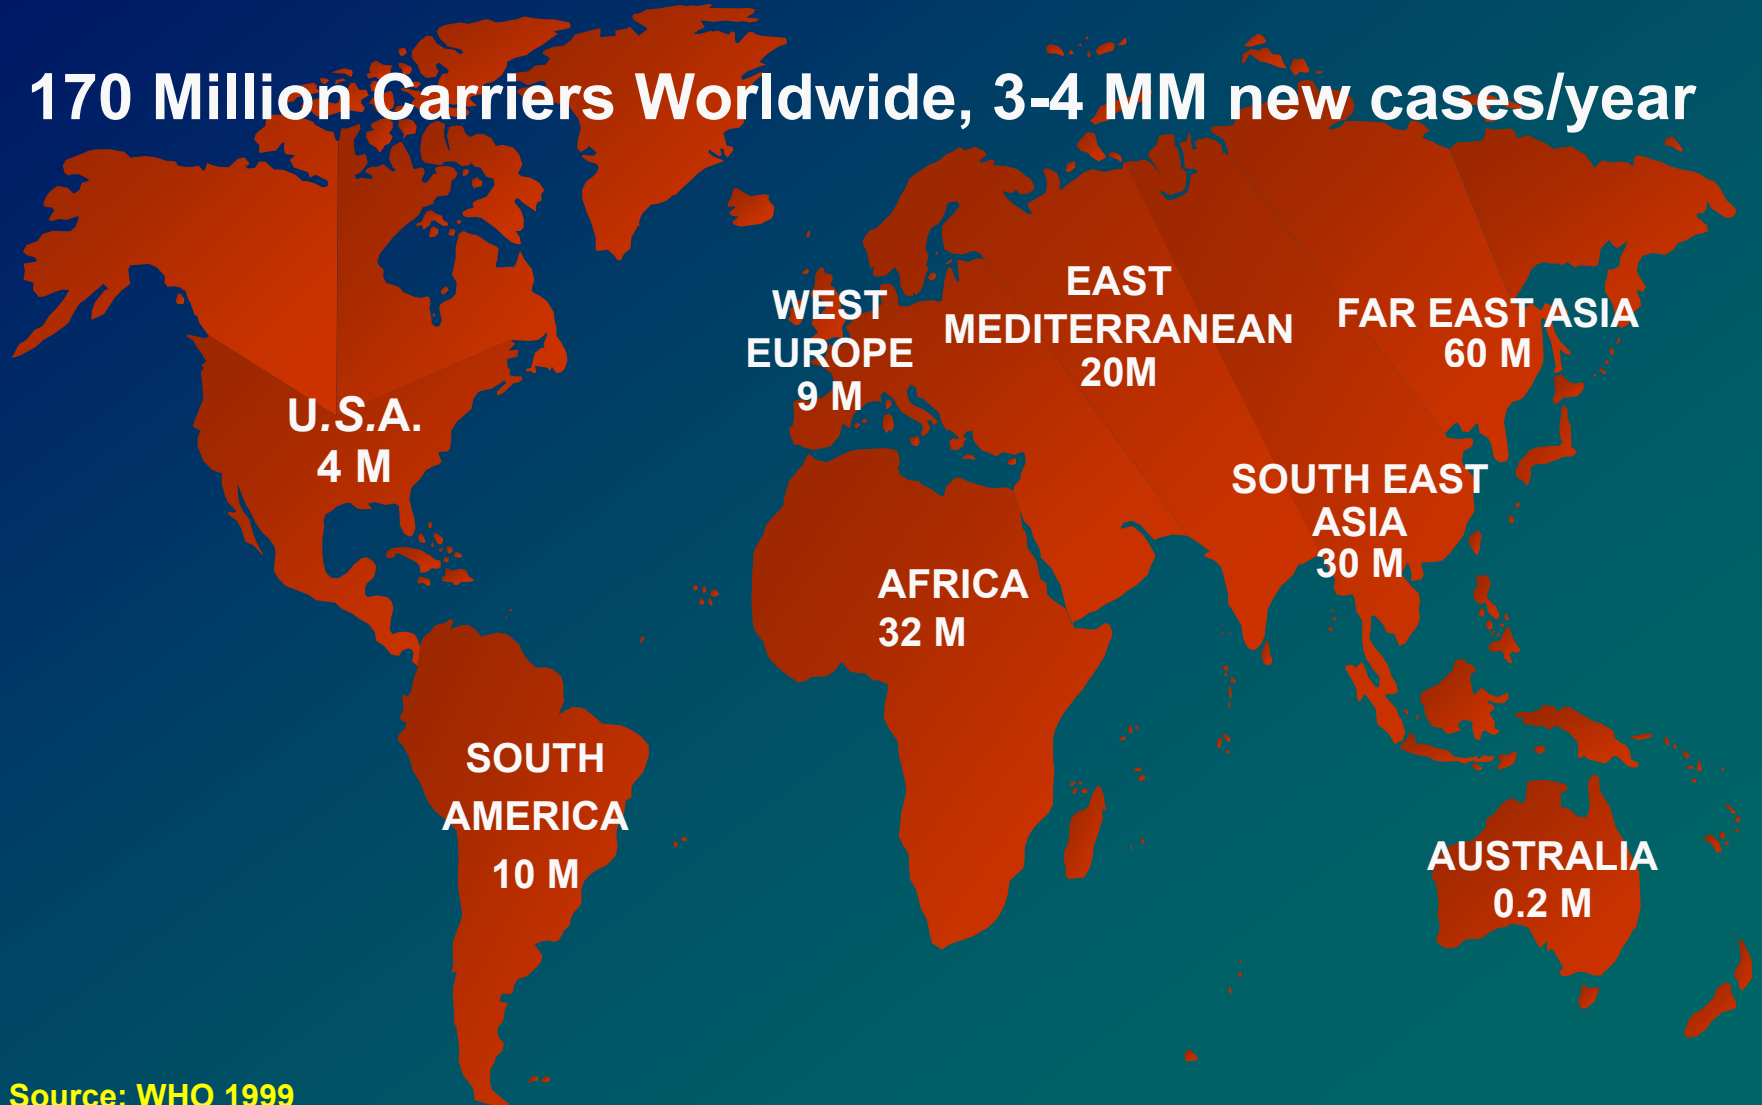 170 Million Carriers Worldwide, 3-4 MM new cases/year
WEST
EUROPE
9 M
EAST
MEDITERRANEAN
20M
FAR EAST ASIA
60 M
U.S.A.
4 M
SOUTH EAST
ASIA
30 M
AFRICA
32 M
SOUTH
AMERICA
10 M
AUSTRALIA
0.2 M
Source: WHO 1999